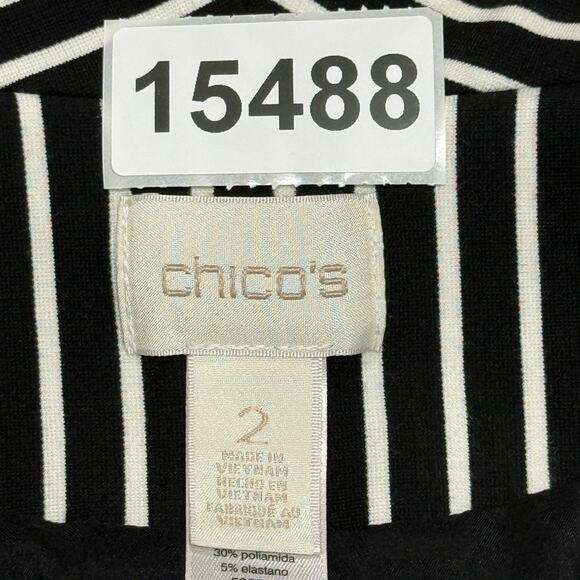 15488
chico's
2
MADE IN
VIETNAM
HECHO EN
VIETNAM
FABRIQUÉ AU
VIETNAM
30% poliamida
5% elastano